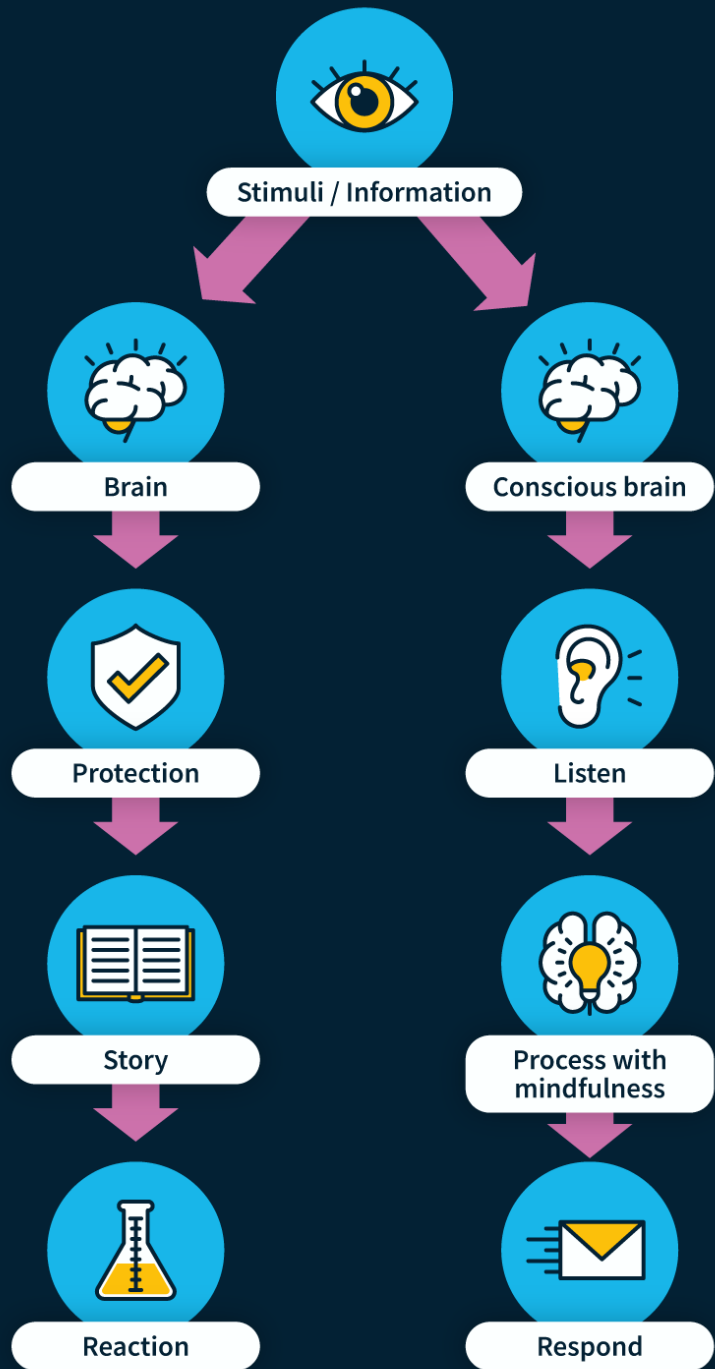 Stimuli / Information
Brain
Conscious brain
Protection
Listen
Story
Process with
mindfulness
Reaction
Respond